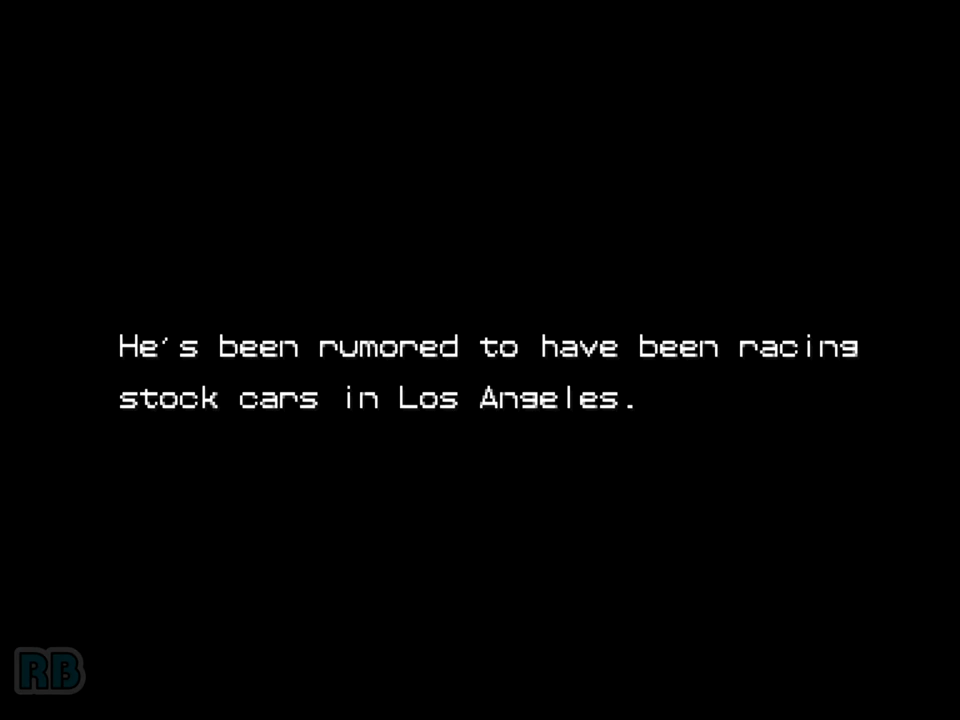 He's been rumored to have been racing
stock cars in Los Angeles.
RB